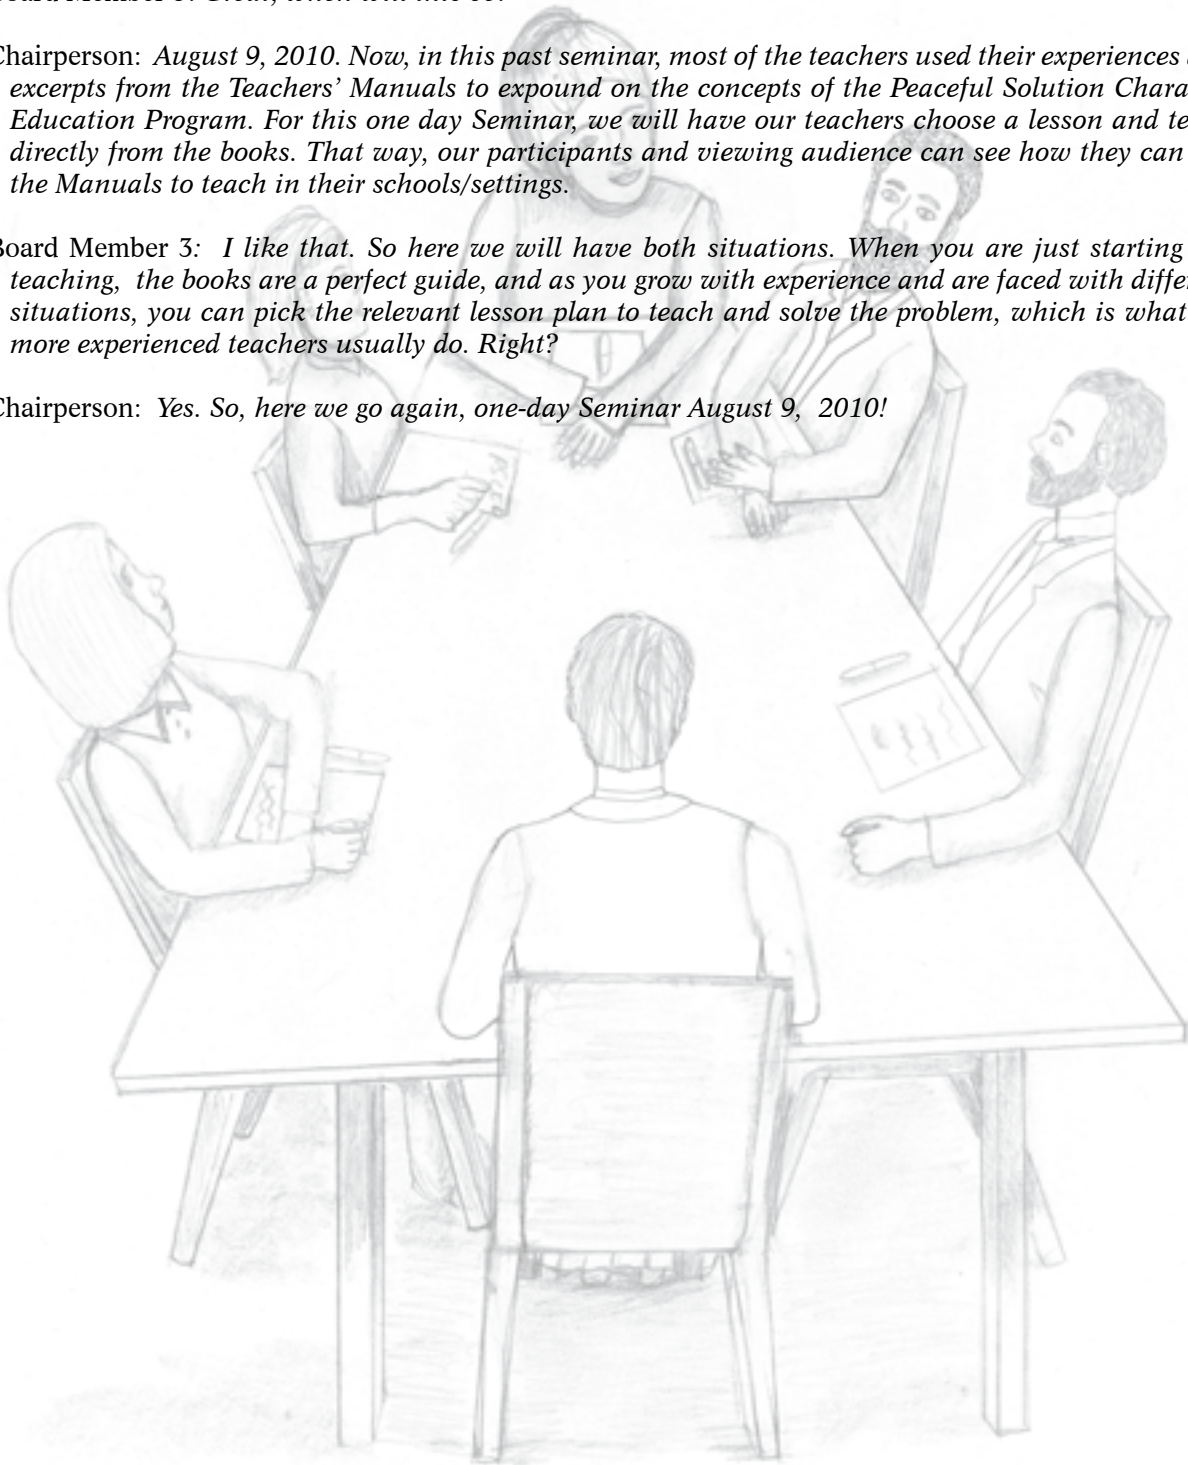 Chairperson: August 9, 2010. Now, in this past seminar, most of the teachers used their experiences
excerpts from the Teachers' Manuals to expound on the concepts of the Peaceful Solution Chara
Education Program. For this one day Seminar, we will have our teachers choose a lesson and te
directly from the books. That way, our participants and viewing audience can see how they can
the Manuals to teach in their schools/settings.
Board Member 3: I like that. So here we will have both situations. When you are just starting
teaching, the books are a perfect guide, and as you grow with experience and are faced with differ
situations, you can pick the relevant lesson plan to teach and solve the problem, which is what
more experienced teachers usually do. Right?
Chairperson: Yes. So, here we go again, one-day Seminar August 9, 2010!